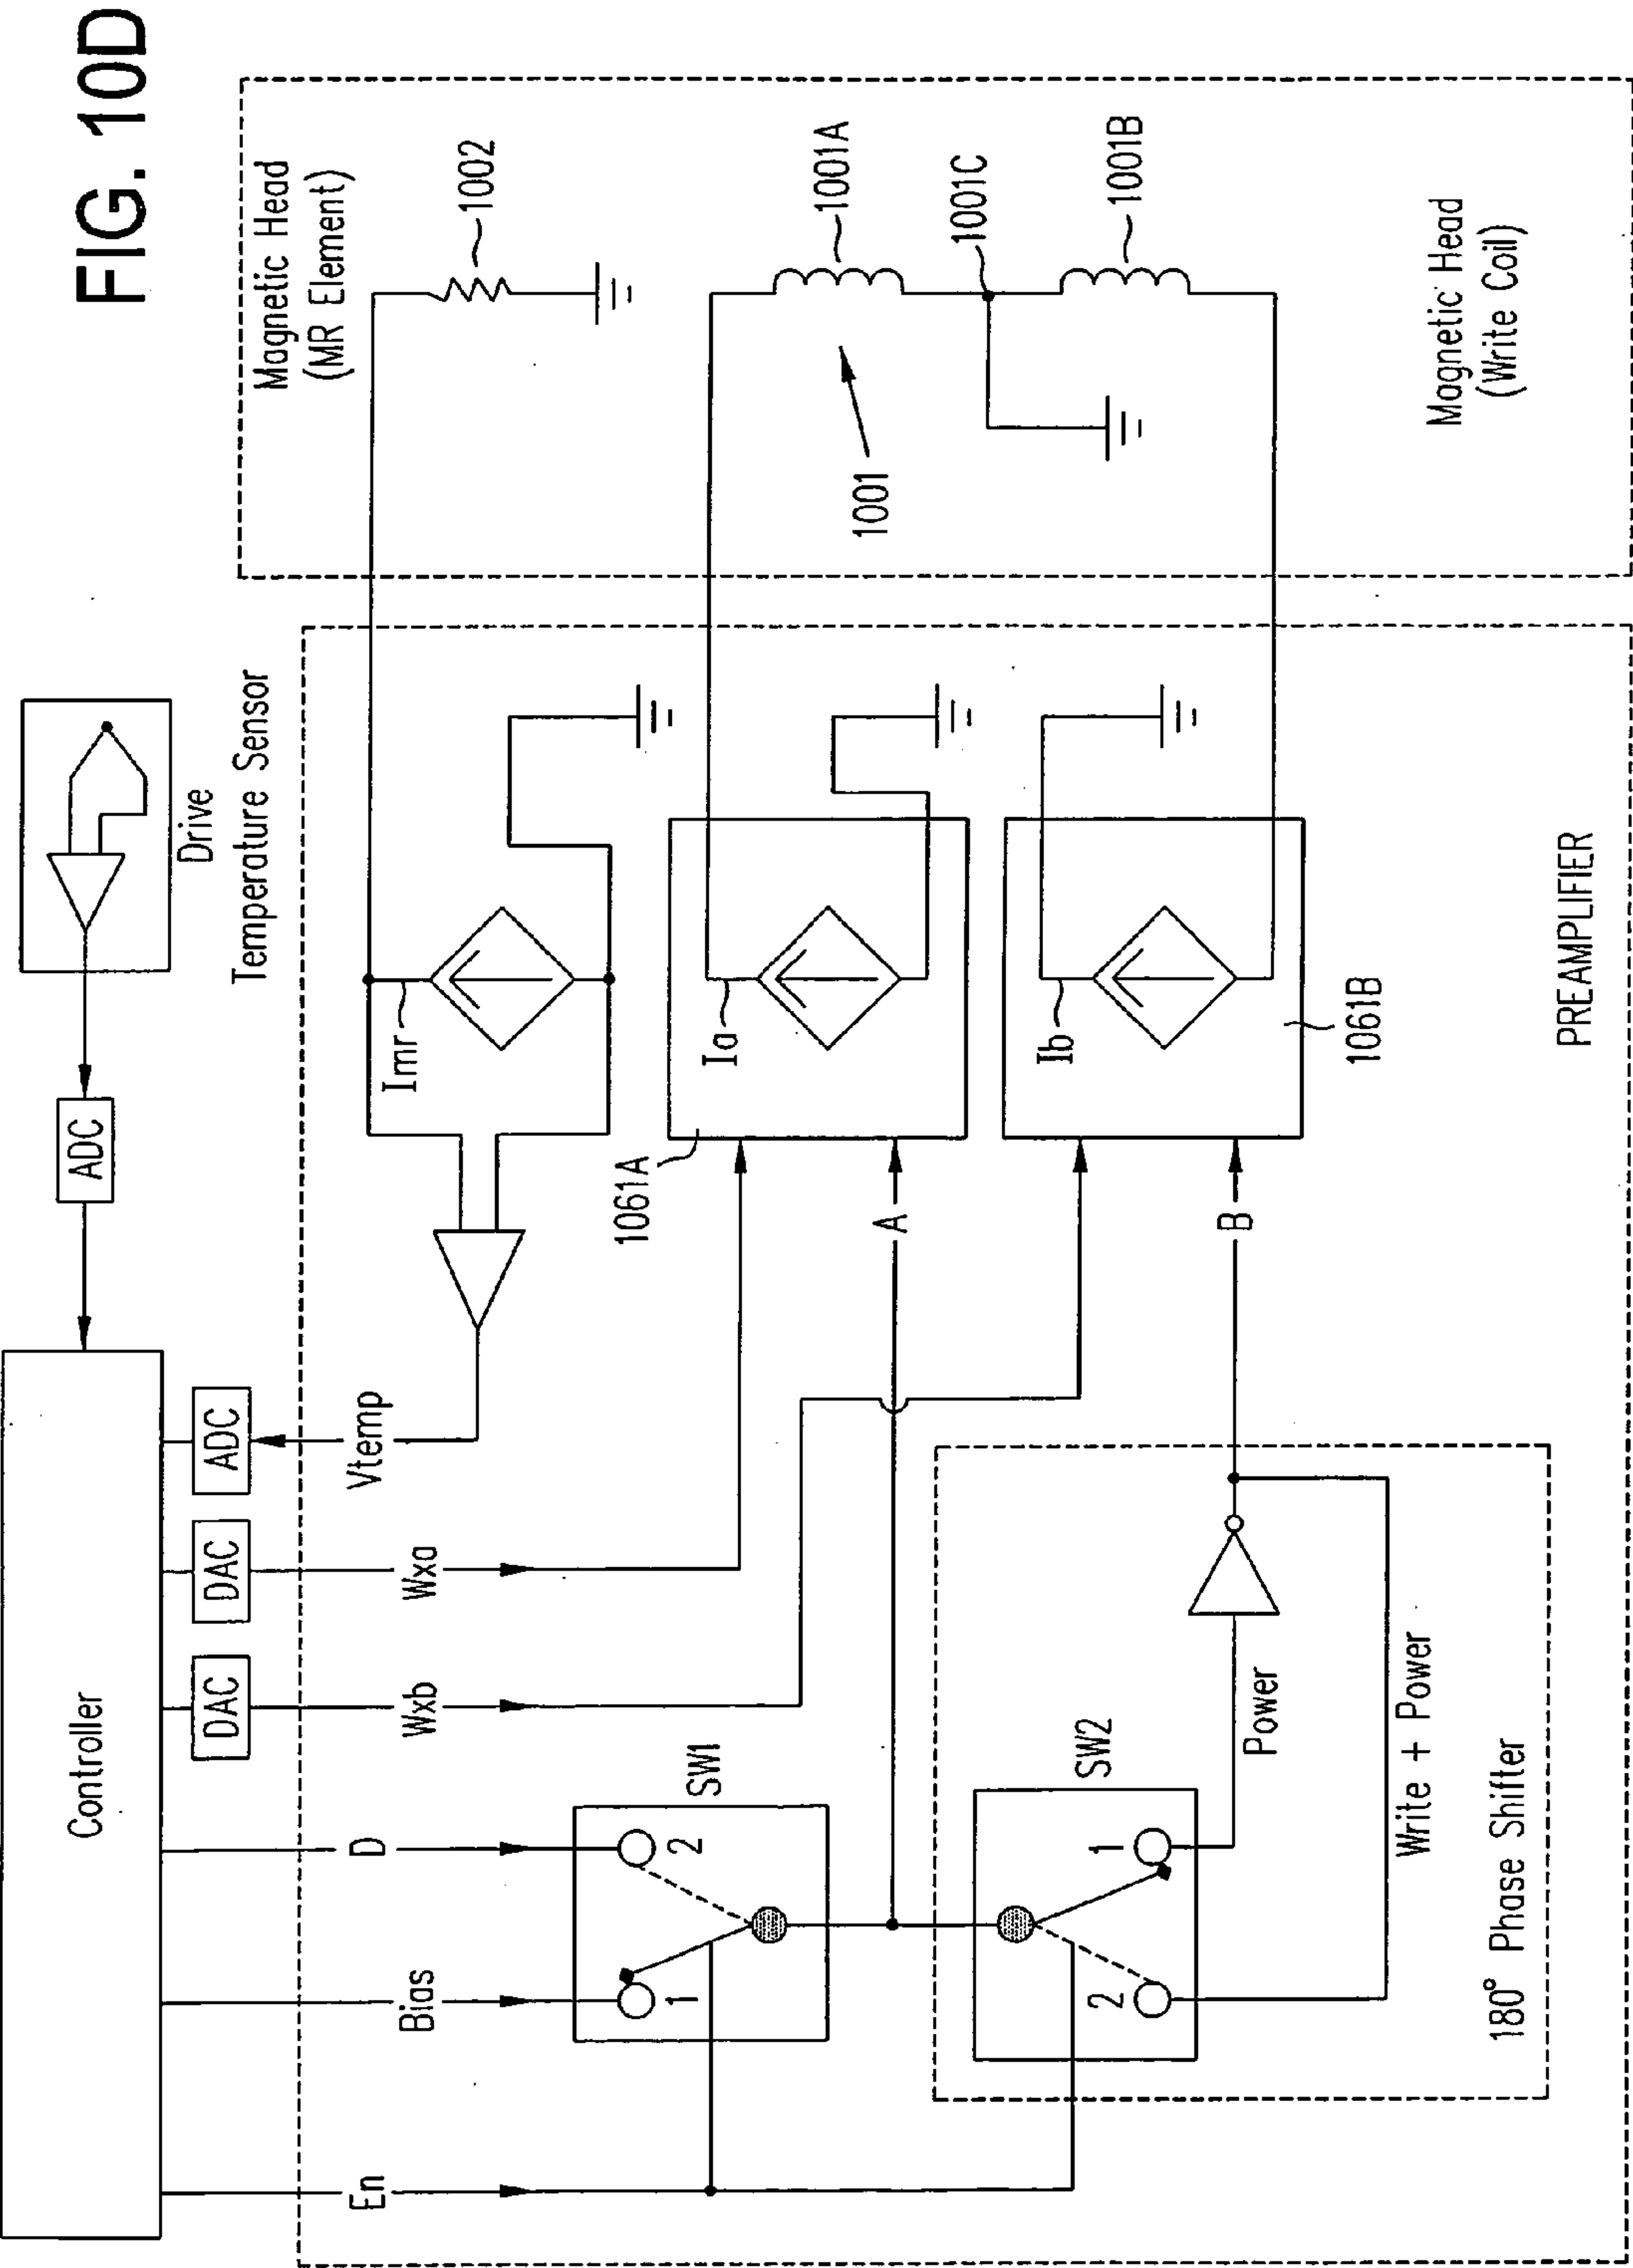 FIG. 10D
Controller
En
Bias
D
DAC
Wxb
DAC
Wxa
ADC
Vtemp
ADC
Drive
Temperature Sensor
Magnetic Head
(MR Element)
1002
Imr
1
2
SW1
1061A
Ia
A
1001
1001A
1001C
1001B
Ib
1061B
B
2
1
SW2
Power
Write + Power
180° Phase Shifter
PREAMPLIFIER
Magnetic Head
(Write Coil)